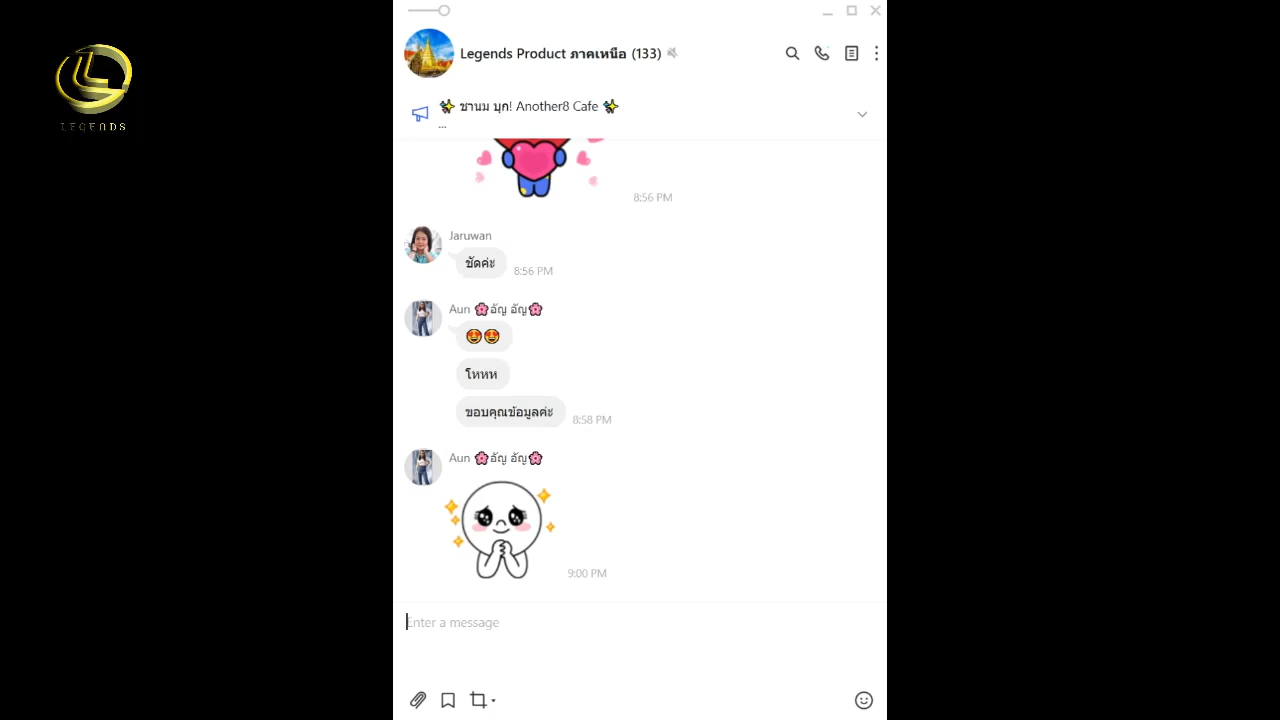 LEGENDS
Legends Product ภาคเหนือ (133)
✨ ชานม บุก! Another8 Cafe ✨
...
8:56 PM
Jaruwan
ชัดค่ะ
8:56 PM
Aun 🌸อัญ อัญ🌸
😍😍
โหหห
ขอบคุณข้อมูลค่ะ
8:58 PM
Aun 🌸อัญ อัญ🌸
9:00 PM
Enter a message